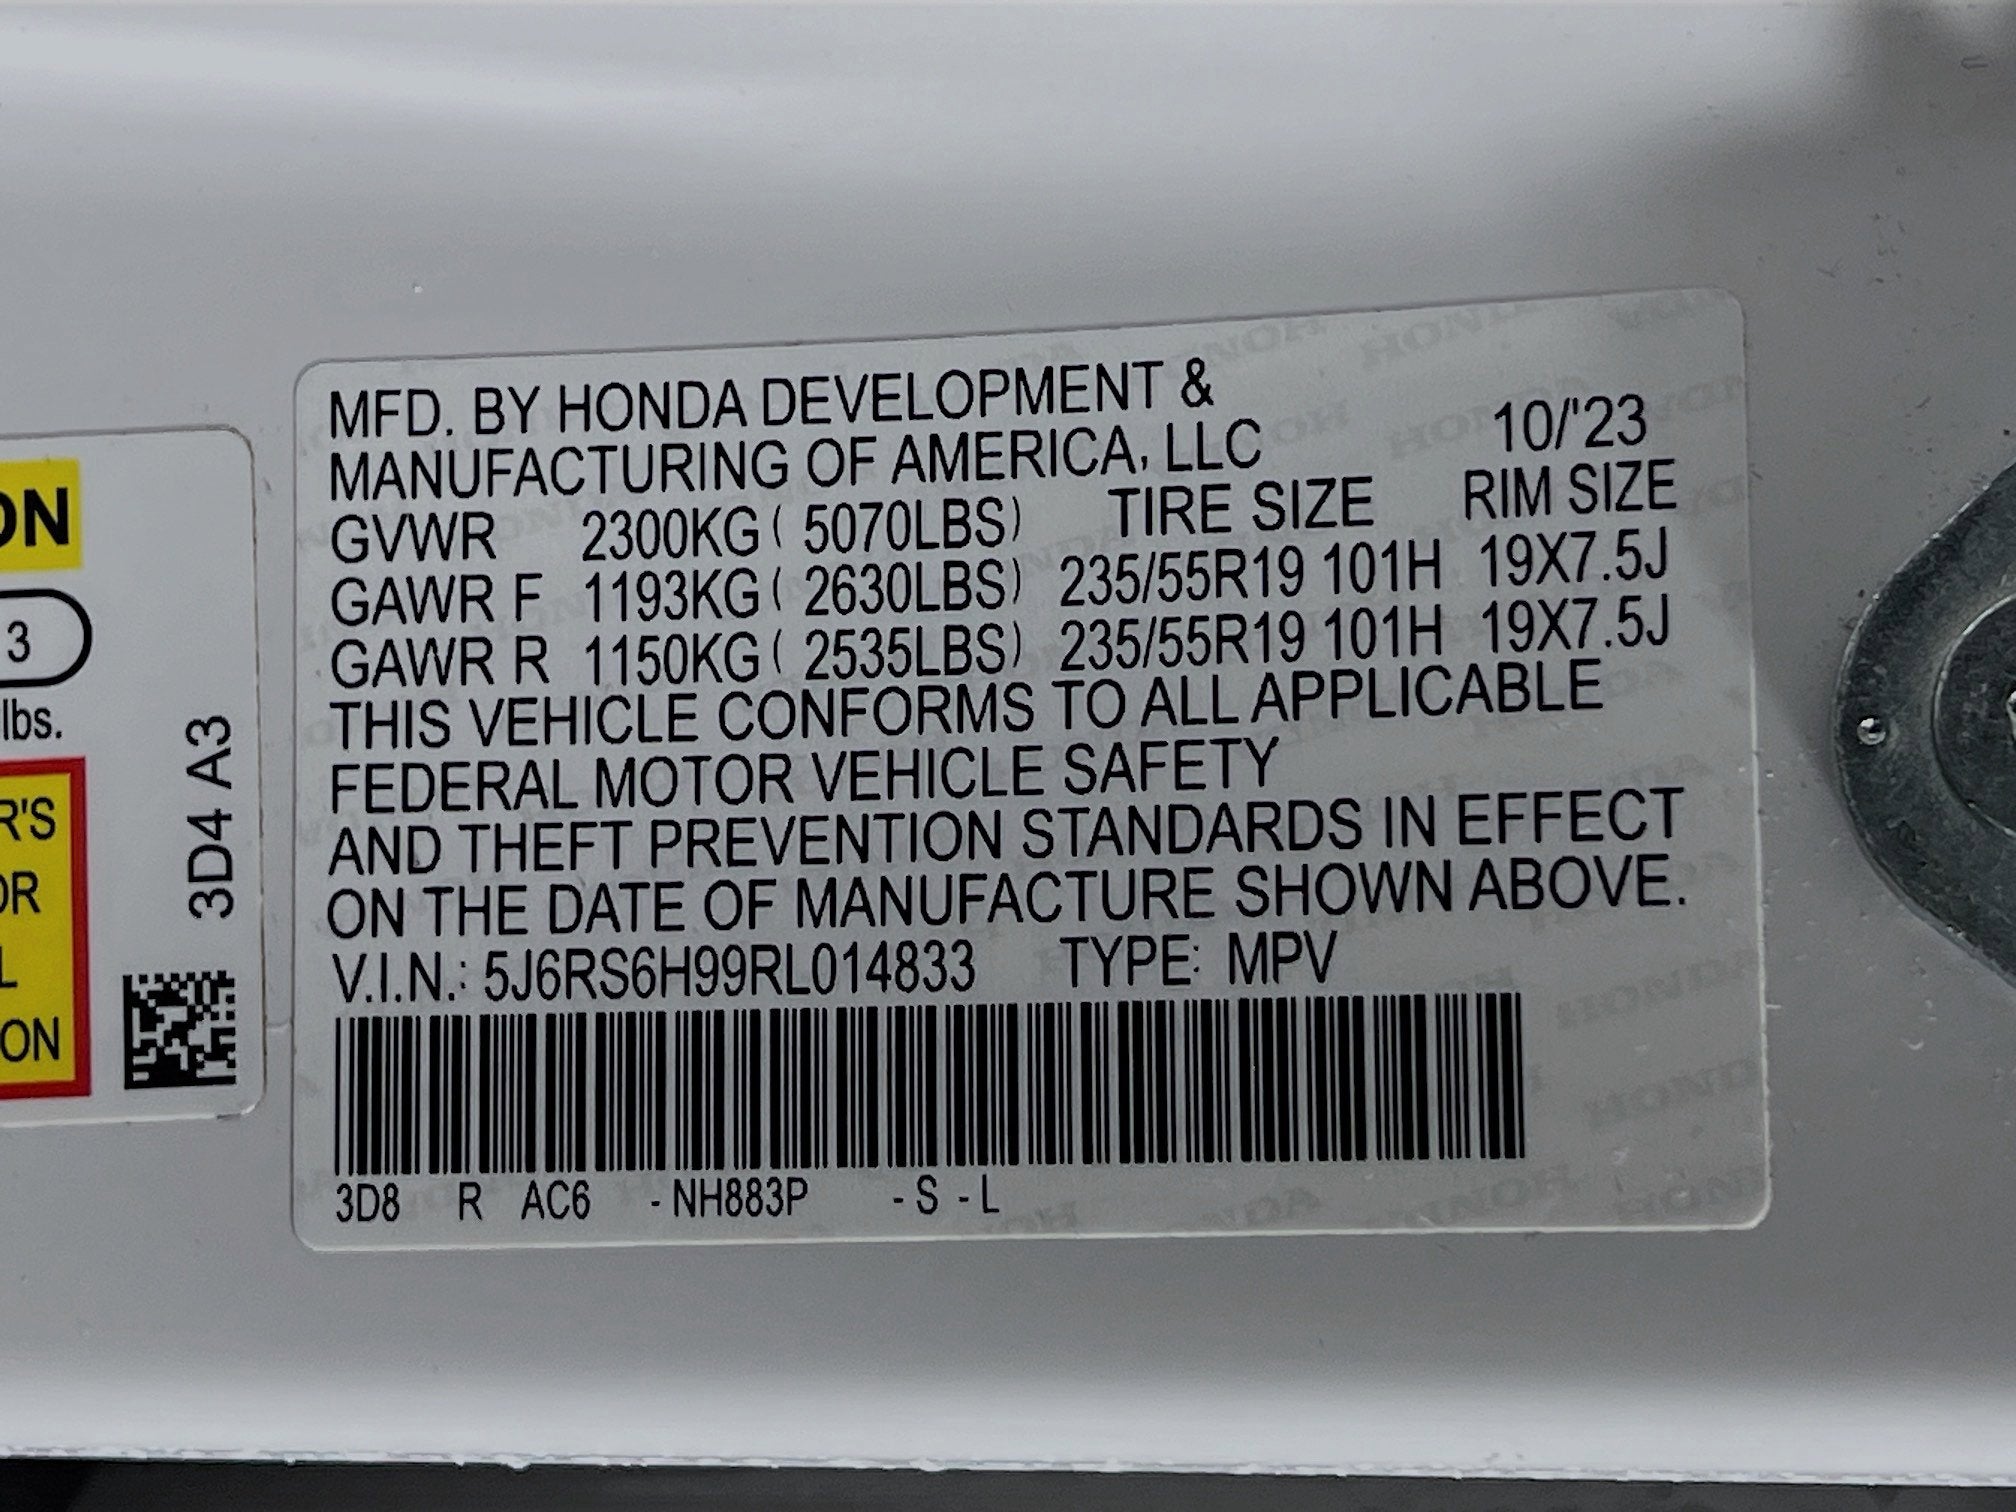 ON
3
lbs.
R'S
OR
L
ON
3D4 A3
MFD. BY HONDA DEVELOPMENT &
MANUFACTURING OF AMERICA, LLC 10/'23
GVWR 2300KG ( 5070LBS) TIRE SIZE RIM SIZE
GAWR F 1193KG ( 2630LBS) 235/55R19 101H 19X7.5J
GAWR R 1150KG ( 2535LBS) 235/55R19 101H 19X7.5J
THIS VEHICLE CONFORMS TO ALL APPLICABLE
FEDERAL MOTOR VEHICLE SAFETY
AND THEFT PREVENTION STANDARDS IN EFFECT
ON THE DATE OF MANUFACTURE SHOWN ABOVE.
V.I.N.: 5J6RS6H99RL014833 TYPE: MPV
3D8 R AC6 -NH883P -S -L